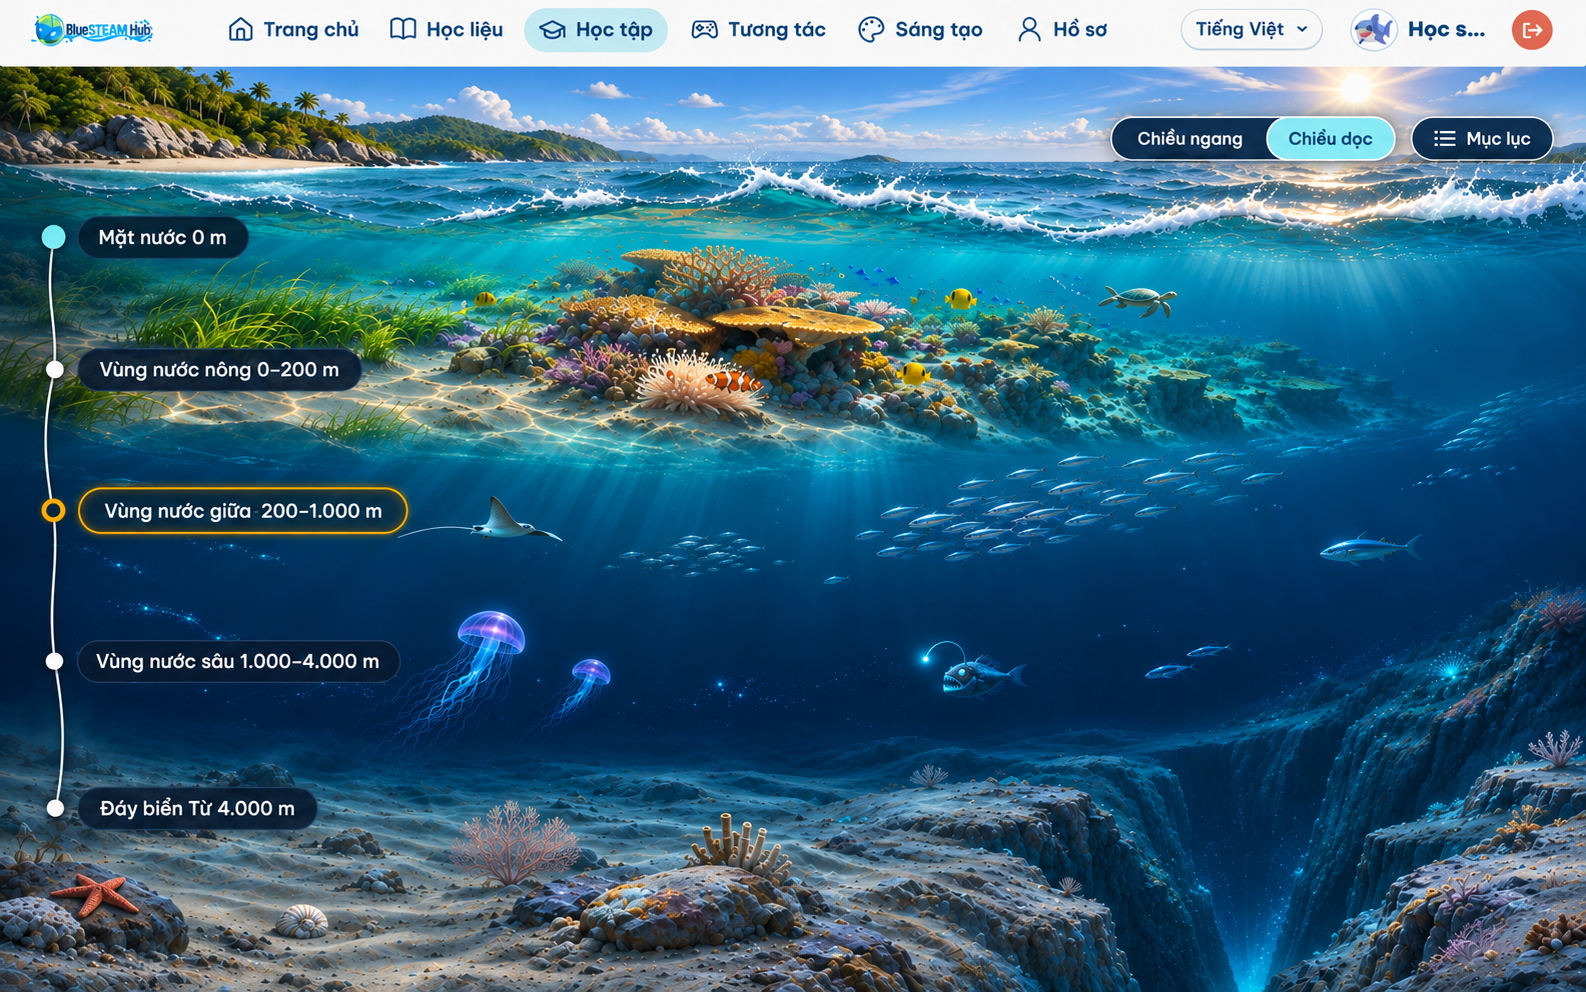 BlueSTEAM Hub
Trang chủ
Học liệu
Học tập
Tương tác
Sáng tạo
Hồ sơ
Tiếng Việt
Học s...
Chiều ngang
Chiều dọc
Mục lục
Mặt nước 0 m
Vùng nước nông 0–200 m
Vùng nước giữa 200–1.000 m
Vùng nước sâu 1.000–4.000 m
Đáy biển Từ 4.000 m